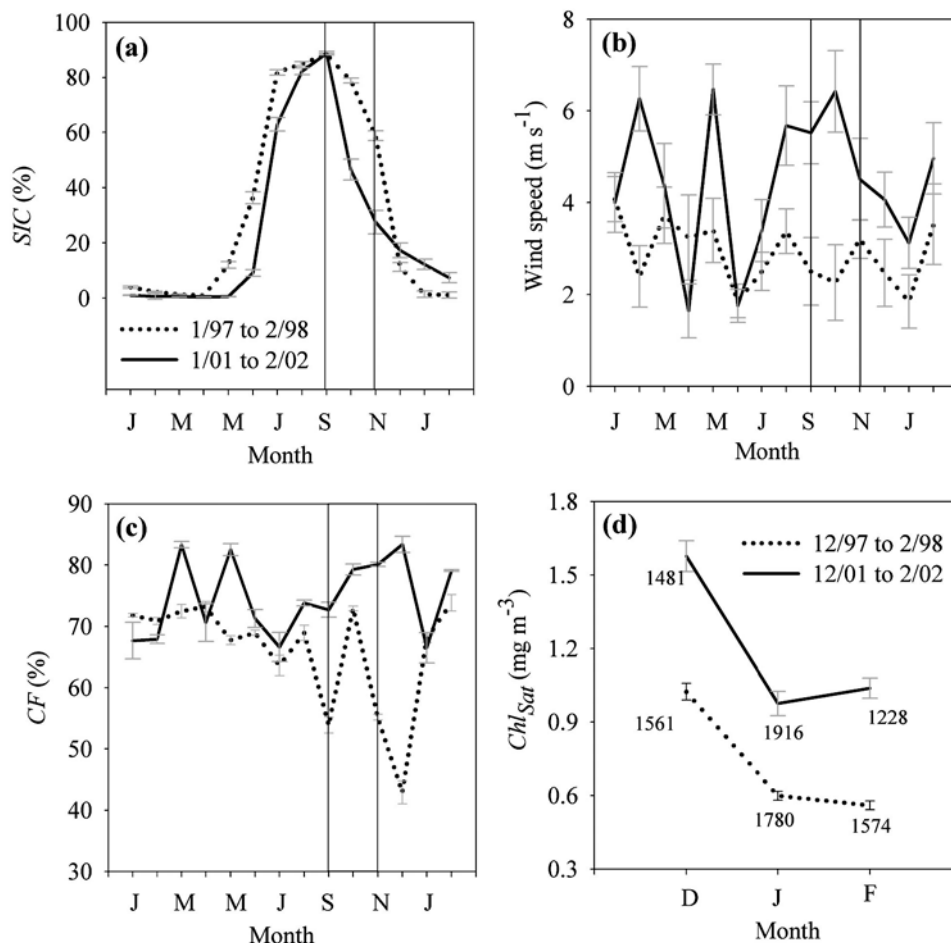 (a)
SIC (%)
100
80
60
40
20
0
1/97 to 2/98
1/01 to 2/02
J M M J S N J
Month
(b)
Wind speed (m s⁻¹)
8
6
4
2
0
J M M J S N J
Month
(c)
CF (%)
90
80
70
60
50
40
30
J M M J S N J
Month
(d)
Chl_Sat (mg m⁻³)
1.8
1.5
1.2
0.9
0.6
0.3
12/97 to 2/98
12/01 to 2/02
1481
1561
1916
1228
1780
1574
D J F
Month